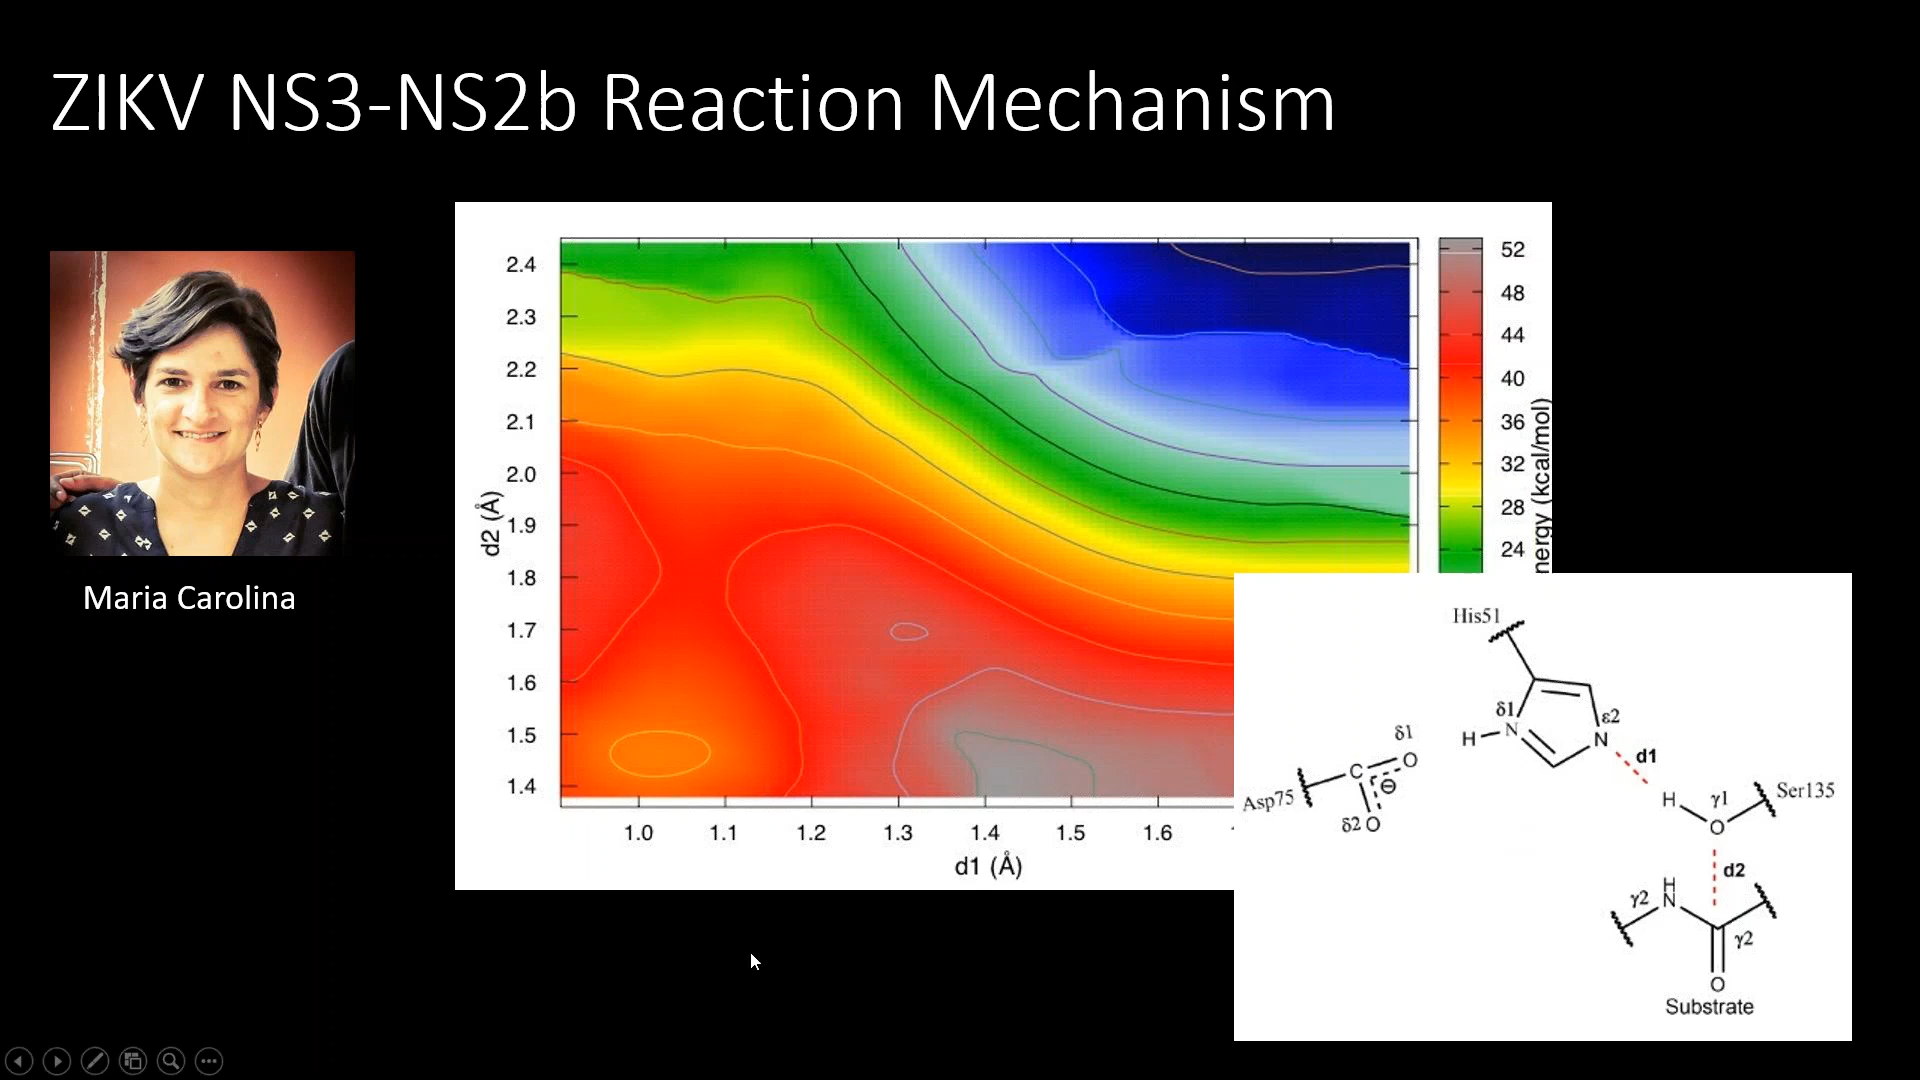 ZIKV NS3-NS2b Reaction Mechanism
Maria Carolina
2.4
2.3
2.2
2.1
2.0
1.9
1.8
1.7
1.6
1.5
1.4
d2 (Å)
1.0 1.1 1.2 1.3 1.4 1.5 1.6
d1 (Å)
52
48
44
40
36
32
28
24
nergy (kcal/mol)
His51
δ1
N
H
ε2
N
d1
δ1
O
C
⊖
Asp75
δ2 O
H
γ1
O
Ser135
d2
H
N
γ2
γ2
O
Substrate